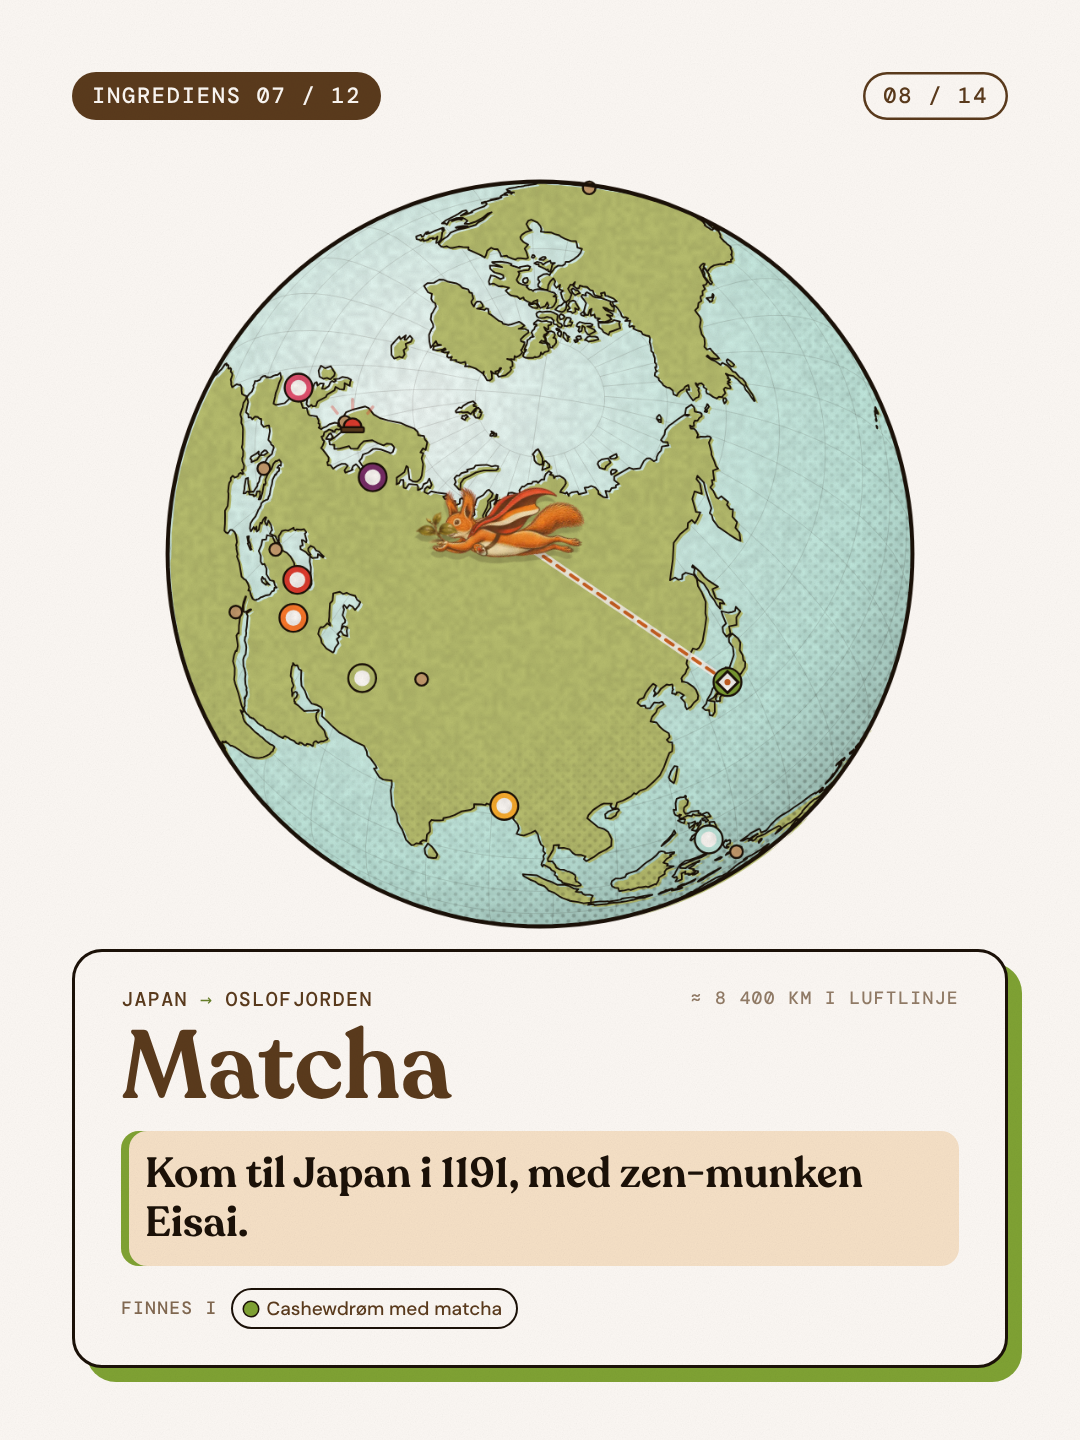 INGREDIENS 07 / 12
08 / 14
JAPAN → OSLOFJORDEN
≈ 8 400 KM I LUFTLINJE
Matcha
Kom til Japan i 1191, med zen-munken
Eisai.
FINNES I
Cashewdrøm med matcha